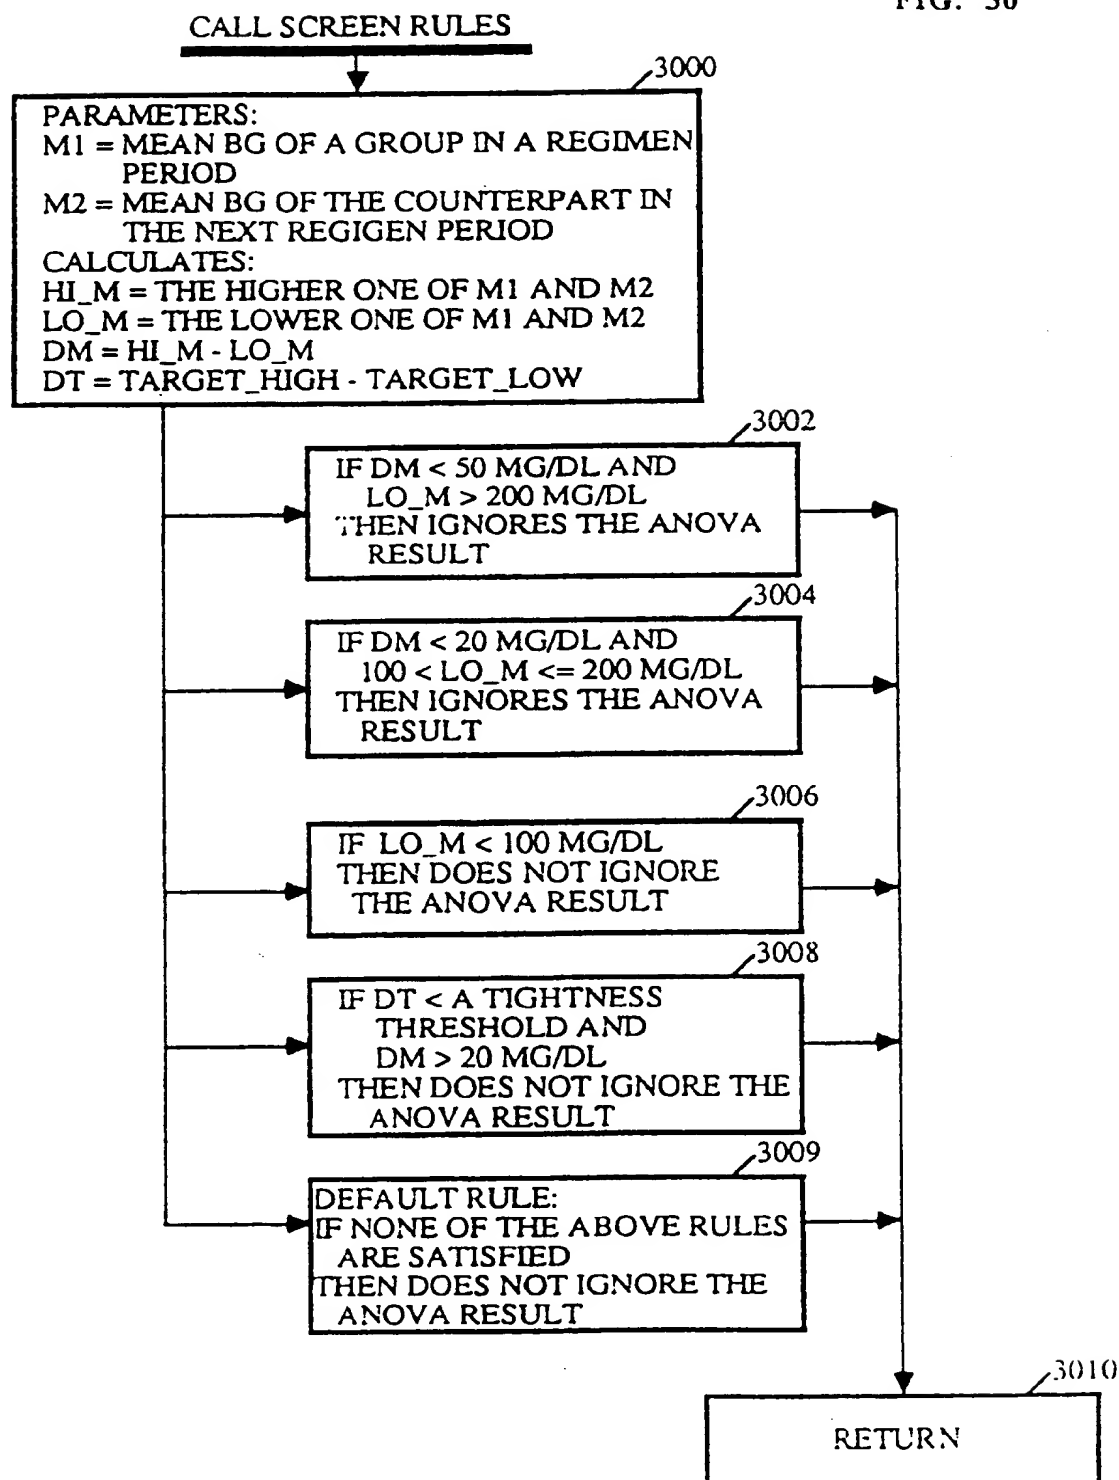 FIG. 30
CALL SCREEN RULES
3000
PARAMETERS:
M1 = MEAN BG OF A GROUP IN A REGIMEN
PERIOD
M2 = MEAN BG OF THE COUNTERPART IN
THE NEXT REGIGEN PERIOD
CALCULATES:
HI_M = THE HIGHER ONE OF M1 AND M2
LO_M = THE LOWER ONE OF M1 AND M2
DM = HI_M - LO_M
DT = TARGET_HIGH - TARGET_LOW
3002
IF DM < 50 MG/DL AND
LO_M > 200 MG/DL
THEN IGNORES THE ANOVA
RESULT
3004
IF DM < 20 MG/DL AND
100 < LO_M <= 200 MG/DL
THEN IGNORES THE ANOVA
RESULT
3006
IF LO_M < 100 MG/DL
THEN DOES NOT IGNORE
THE ANOVA RESULT
3008
IF DT < A TIGHTNESS
THRESHOLD AND
DM > 20 MG/DL
THEN DOES NOT IGNORE THE
ANOVA RESULT
3009
DEFAULT RULE:
IF NONE OF THE ABOVE RULES
ARE SATISFIED
THEN DOES NOT IGNORE THE
ANOVA RESULT
3010
RETURN